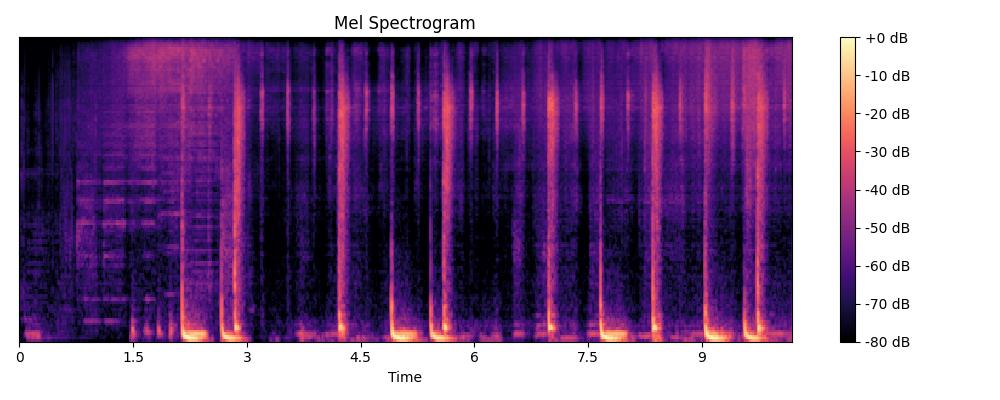 Mel Spectrogram
+0 dB
-10 dB
-20 dB
-30 dB
-40 dB
-50 dB
-60 dB
-70 dB
-80 dB
0 1.5 3 4.5 6 7.5 9
Time